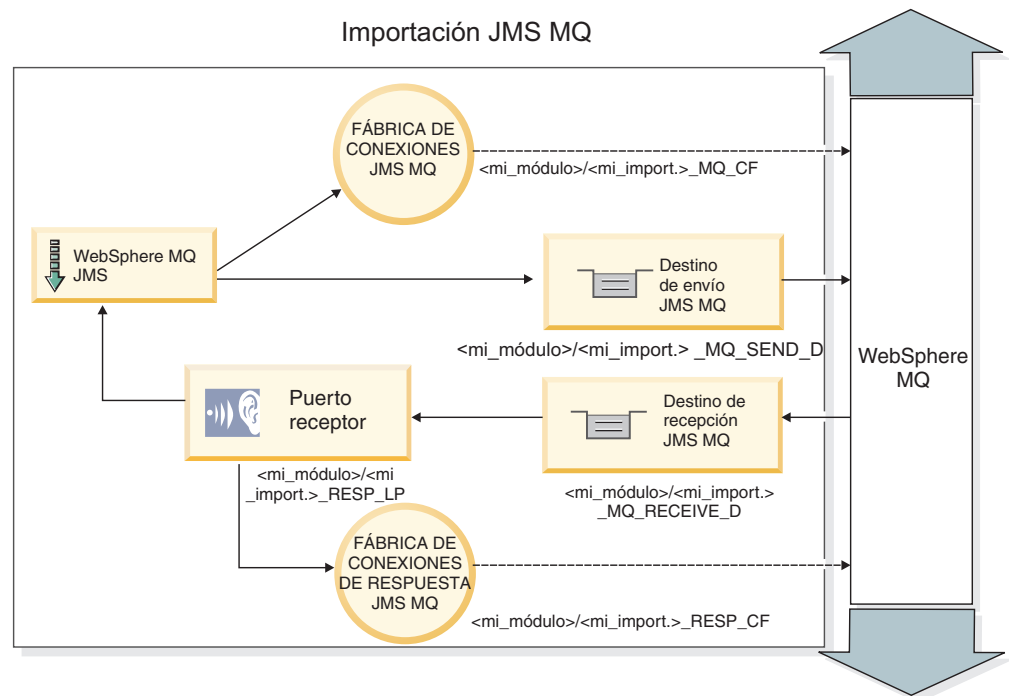 Importación JMS MQ
FÁBRICA DE
CONEXIONES
JMS MQ
<mi_módulo>/<mi_import.>_MQ_CF
WebSphere MQ
JMS
Destino
de envío
JMS MQ
<mi_módulo>/<mi_import.> _MQ_SEND_D
WebSphere
MQ
Puerto
receptor
Destino de
recepción
JMS MQ
<mi_módulo>/<mi
_import.>_RESP_LP
<mi_módulo>/<mi_import.>
_MQ_RECEIVE_D
FÁBRICA DE
CONEXIONES
DE RESPUESTA
JMS MQ
<mi_módulo>/<mi_import.>_RESP_CF